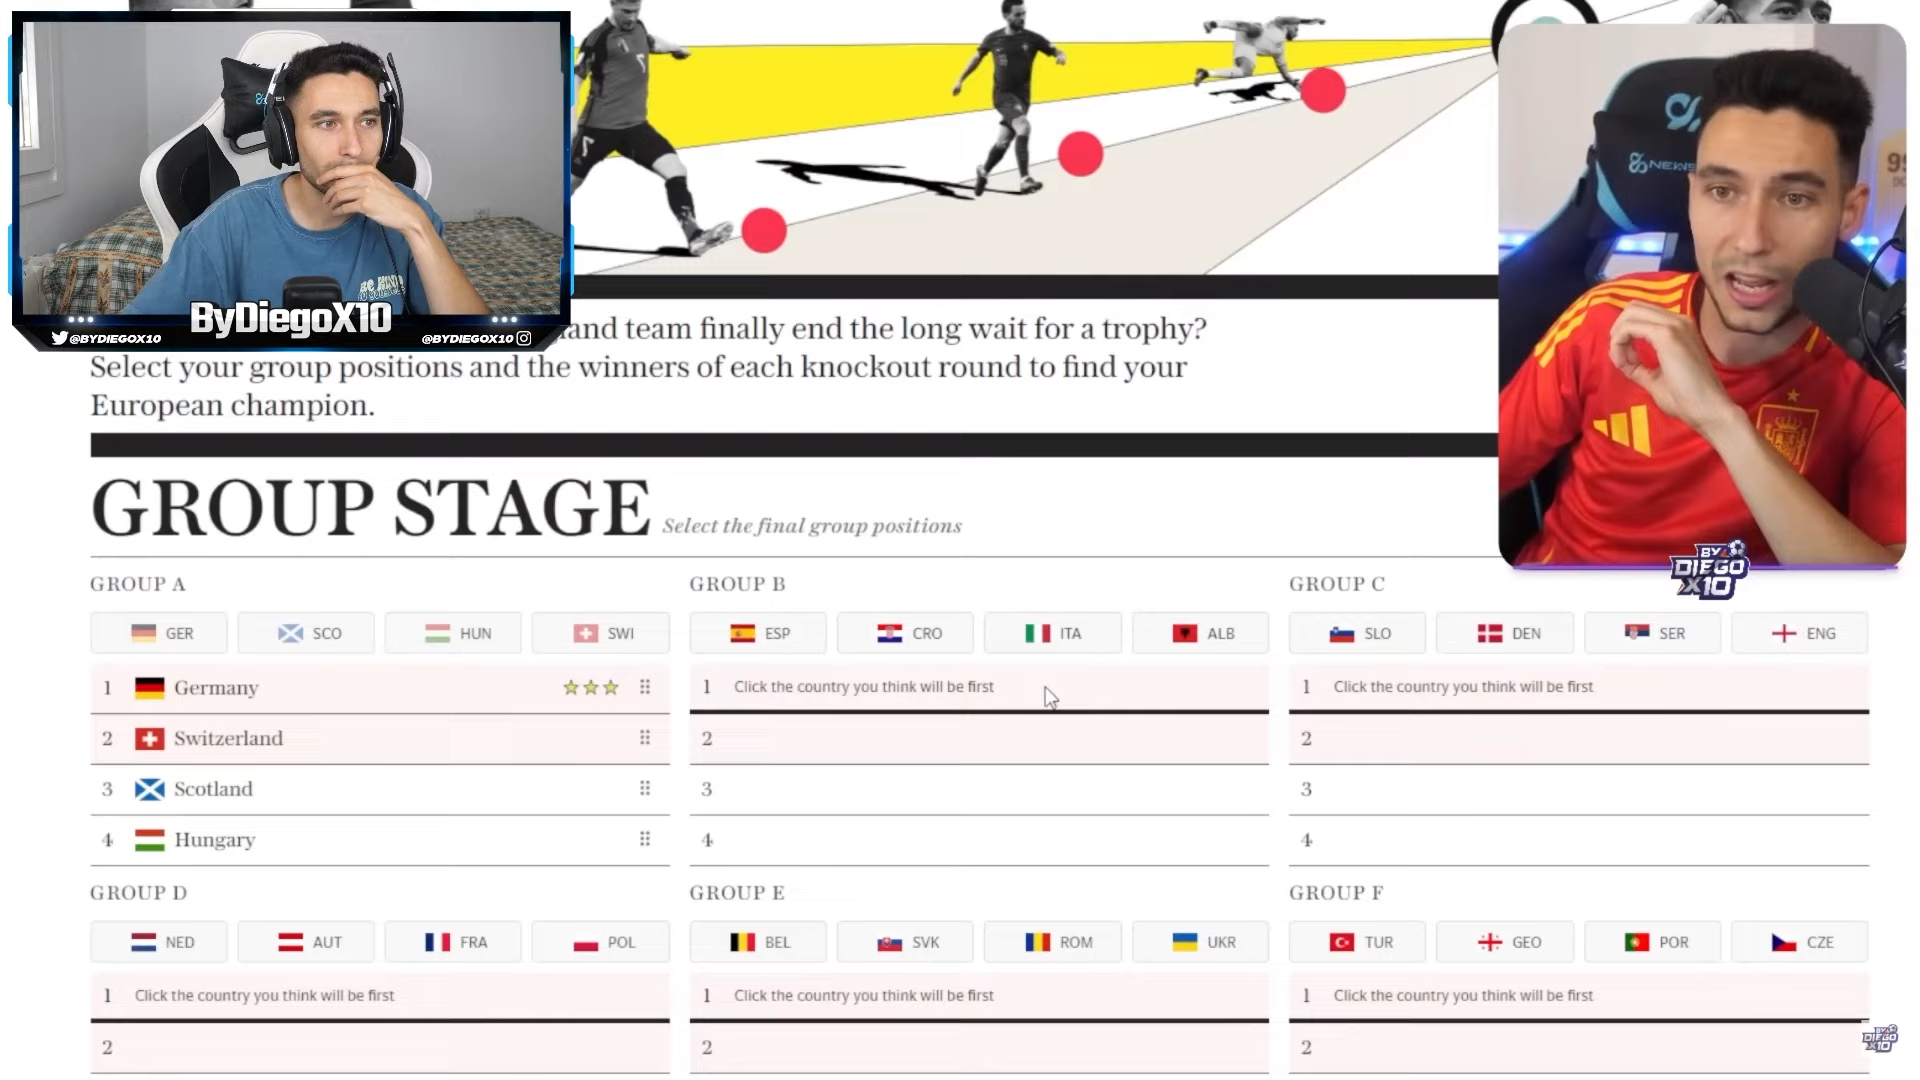 ByDiegoX10
@BYDIEGOX10
@BYDIEGOX10
NEWS
BY
DIEGO
X10
and team finally end the long wait for a trophy?
Select your group positions and the winners of each knockout round to find your
European champion.
GROUP STAGE Select the final group positions
GROUP A
GER SCO HUN SWI
1 Germany
2 Switzerland
3 Scotland
4 Hungary
GROUP B
ESP CRO ITA ALB
1 Click the country you think will be first
2
3
4
GROUP C
SLO DEN SER ENG
1 Click the country you think will be first
2
3
4
GROUP D
NED AUT FRA POL
1 Click the country you think will be first
2
GROUP E
BEL SVK ROM UKR
1 Click the country you think will be first
2
GROUP F
TUR GEO POR CZE
1 Click the country you think will be first
2
BY
DIEGO
X10